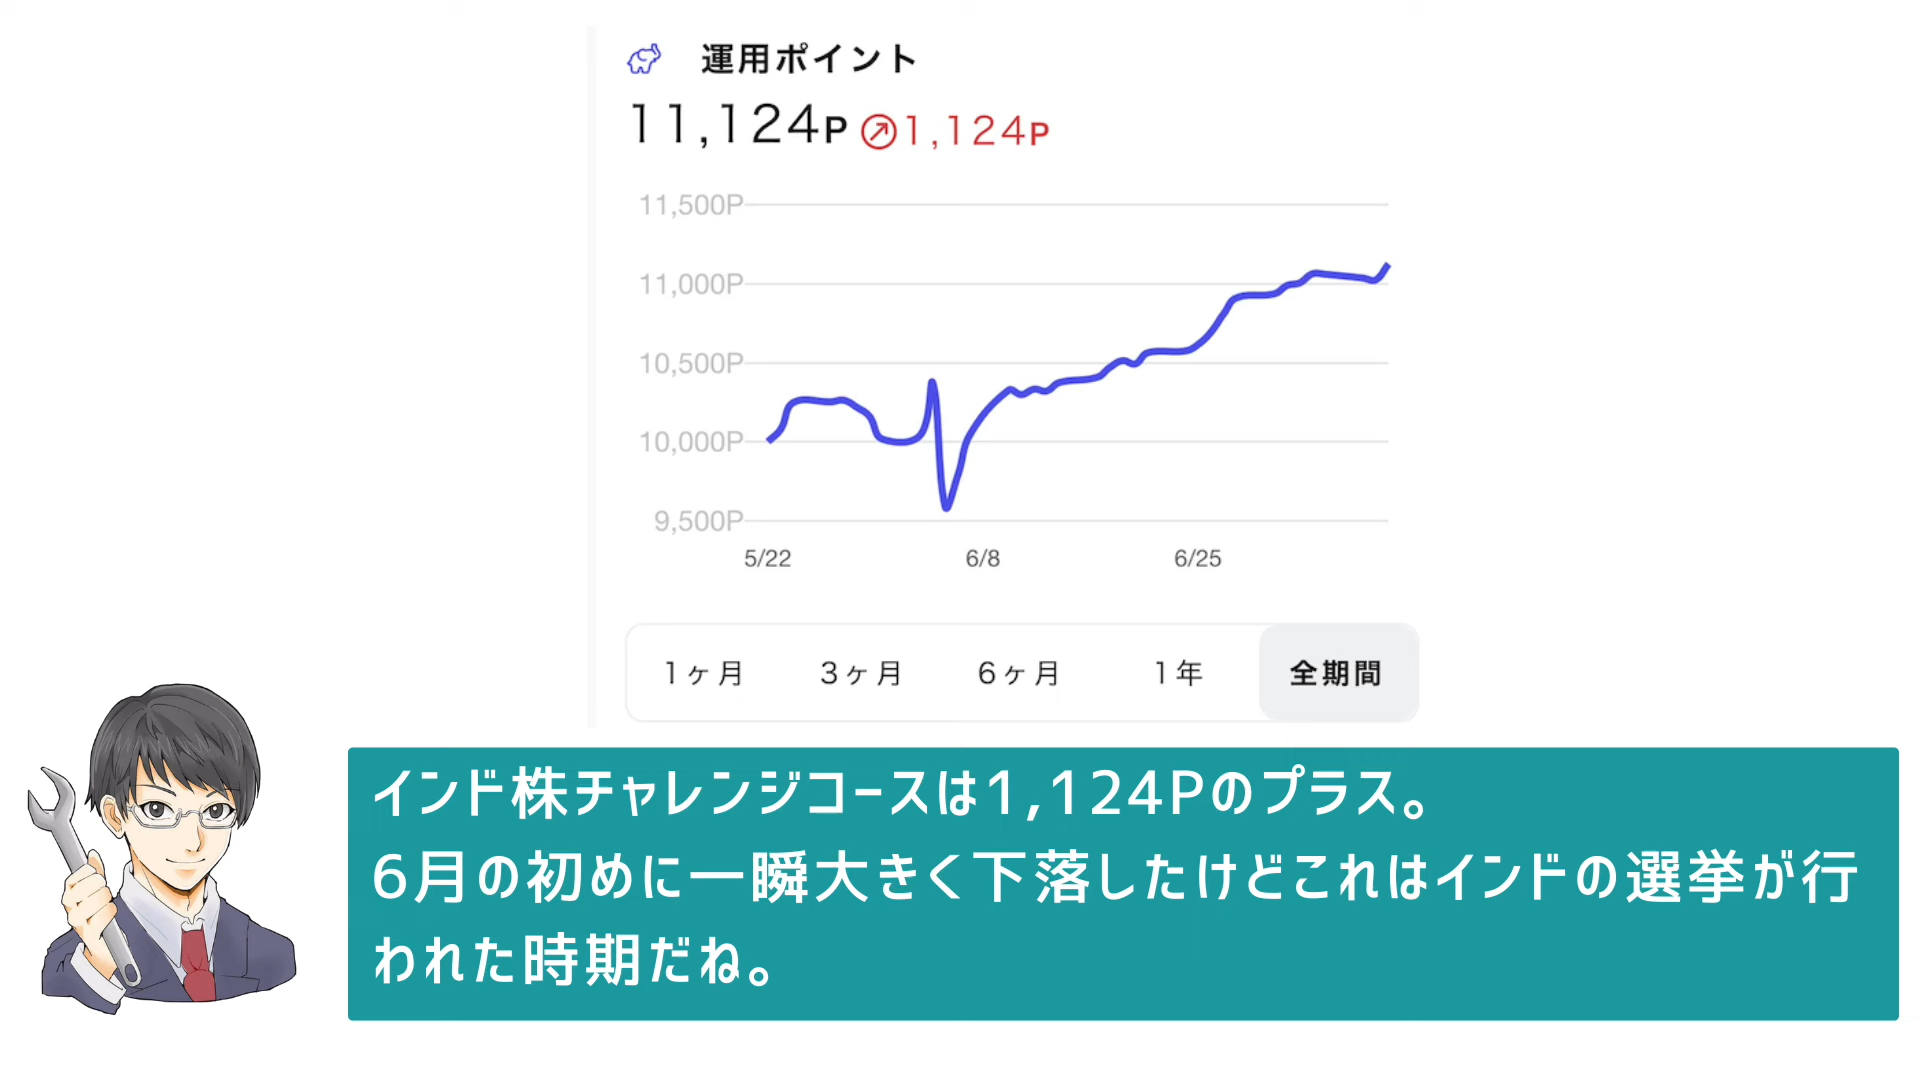 運用ポイント
11,124P 1,124P
11,500P
11,000P
10,500P
10,000P
9,500P
5/22 6/8 6/25
1ヶ月 3ヶ月 6ヶ月 1年 全期間
インド株チャレンジコースは1,124Pのプラス。
6月の初めに一瞬大きく下落したけどこれはインドの選挙が行
われた時期だね。